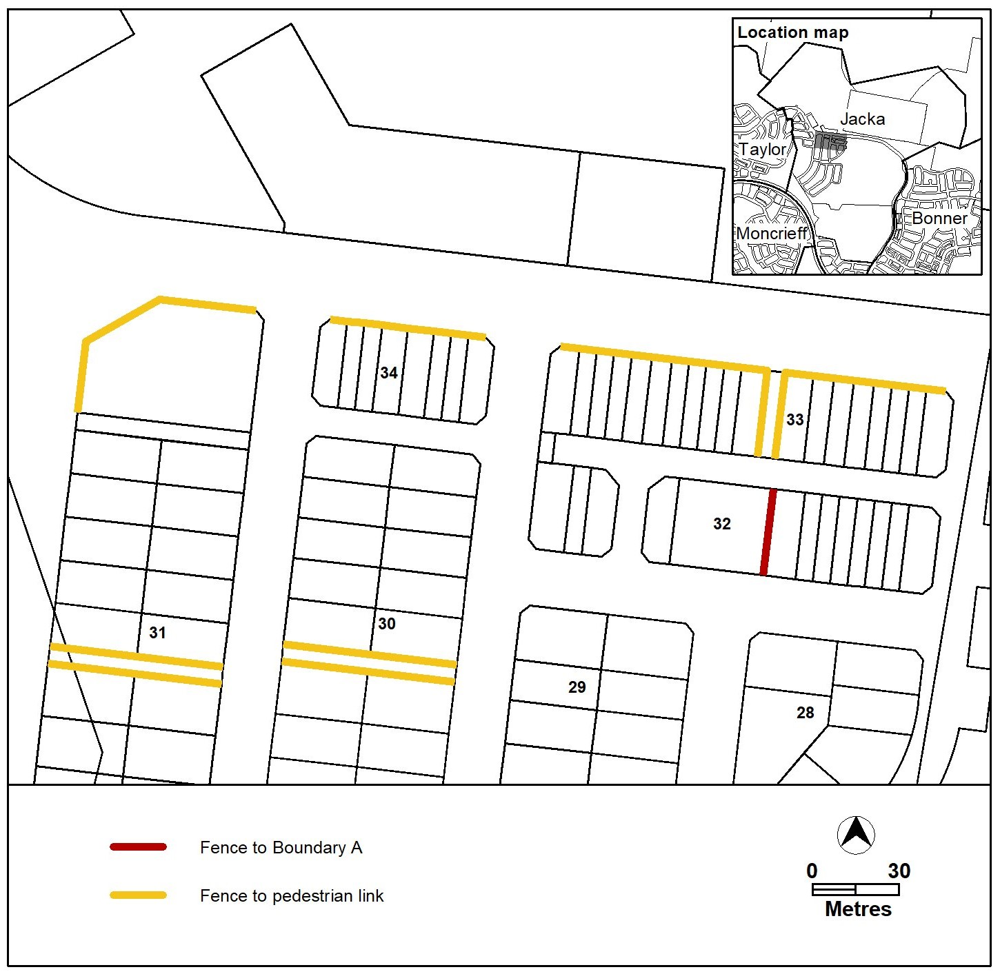 Location map
Jacka
Taylor
Bonner
Moncrieff
34
33
32
31
30
29
28
Fence to Boundary A
Fence to pedestrian link
0 30
Metres